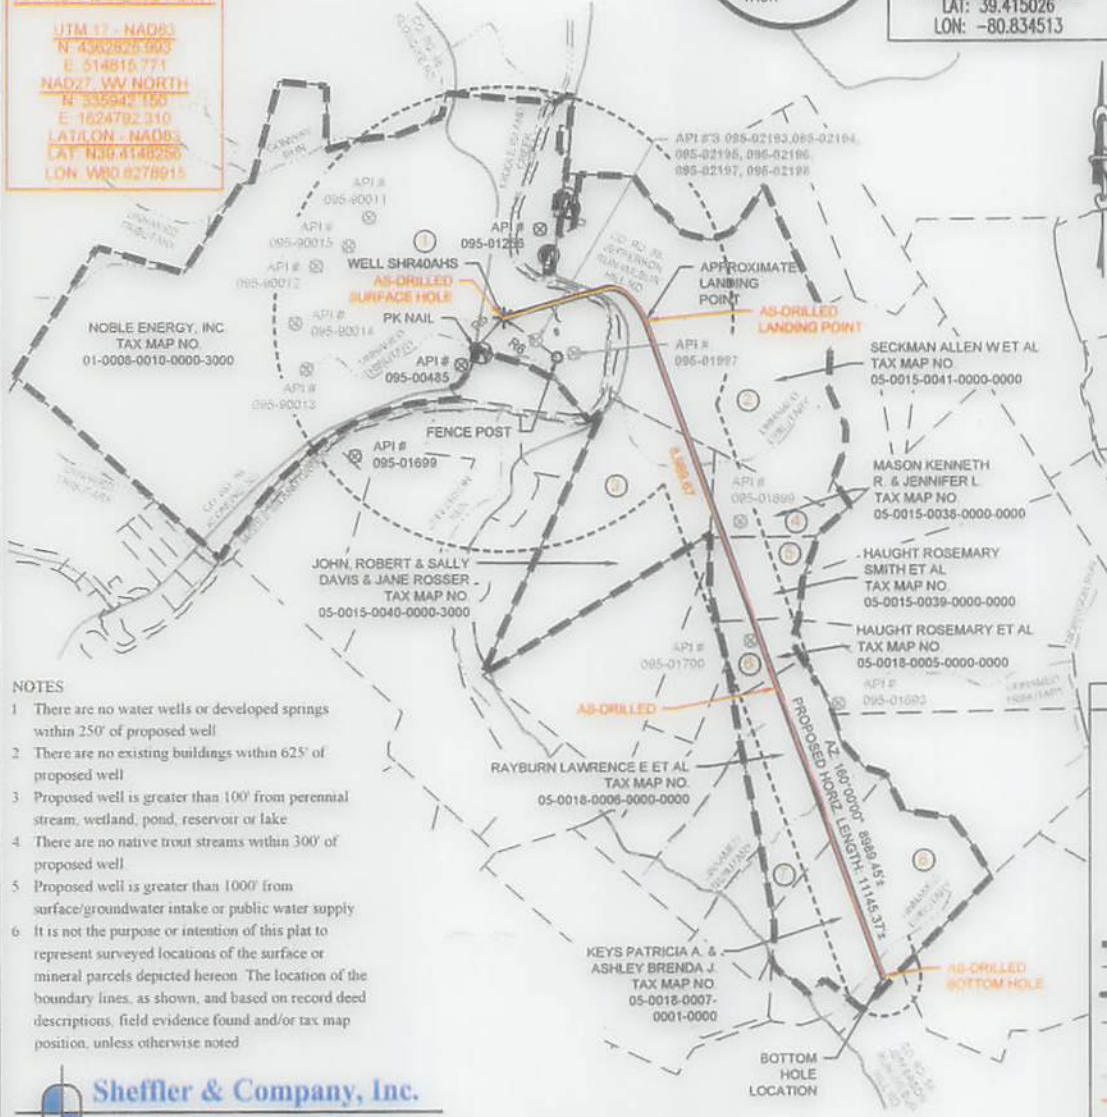 UTM 17 - NAD83
N: 4362825.993
E: 514815.771
NAD27, WV NORTH
N: 335942.150
E: 1624792.310
LAT/LON - NAD83
LAT: N39.4148256
LON: W80.8278915
LAT: 39.415026
LON: -80.834513
MIDDLE ISLAND
CREEK
API #'S 095-02193,095-02194,
095-02195, 095-02196,
095-02197, 095-02198
API #
095-90011
API #
095-90015
API #
095-90012
API #
095-01256
WELL SHR40AHS
AS-DRILLED
SURFACE HOLE
PK NAIL
API #
095-90014
API #
095-00485
API #
095-90013
NOBLE ENERGY, INC
TAX MAP NO.
01-0008-0010-0000-3000
APPROXIMATE
LANDING
POINT
AS-DRILLED
LANDING POINT
API #
095-01997
SECKMAN ALLEN W ET AL
TAX MAP NO.
05-0015-0041-0000-0000
FENCE POST
API #
095-01699
MASON KENNETH
R. & JENNIFER L.
TAX MAP NO.
05-0015-0038-0000-0000
API #
095-01899
8,989.67
JOHN, ROBERT & SALLY
DAVIS & JANE ROSSER
TAX MAP NO.
05-0015-0040-0000-3000
HAUGHT ROSEMARY
SMITH ET AL
TAX MAP NO.
05-0015-0039-0000-0000
HAUGHT ROSEMARY ET AL
TAX MAP NO.
05-0018-0005-0000-0000
API #
095-01700
API #
095-01693
AS-DRILLED
AZ: 160°00'00" 8989.45'±
PROPOSED HORIZ. LENGTH: 11145.37'±
RAYBURN LAWRENCE E ET AL
TAX MAP NO.
05-0018-0006-0000-0000
KEYS PATRICIA A. &
ASHLEY BRENDA J.
TAX MAP NO.
05-0018-0007-
0001-0000
AS-DRILLED
BOTTOM HOLE
BOTTOM
HOLE
LOCATION
NOTES
1 There are no water wells or developed springs
within 250' of proposed well
2 There are no existing buildings within 625' of
proposed well
3 Proposed well is greater than 100' from perennial
stream, wetland, pond, reservoir or lake
4 There are no native trout streams within 300' of
proposed well
5 Proposed well is greater than 1000' from
surface/groundwater intake or public water supply
6 It is not the purpose or intention of this plat to
represent surveyed locations of the surface or
mineral parcels depicted hereon. The location of the
boundary lines, as shown, and based on record deed
descriptions, field evidence found and/or tax map
position, unless otherwise noted
Sheffler & Company, Inc.